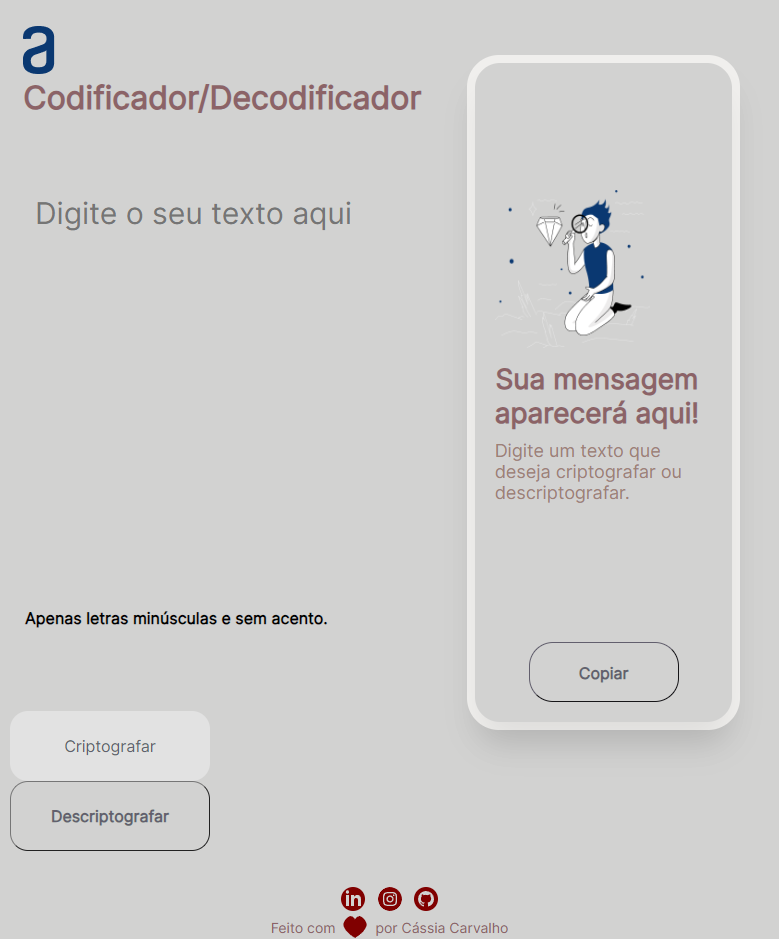 a
Codificador/Decodificador
Digite o seu texto aqui
Sua mensagem
aparecerá aqui!
Digite um texto que
deseja criptografar ou
descriptografar.
Apenas letras minúsculas e sem acento.
Copiar
Criptografar
Descriptografar
in
Feito com por Cássia Carvalho